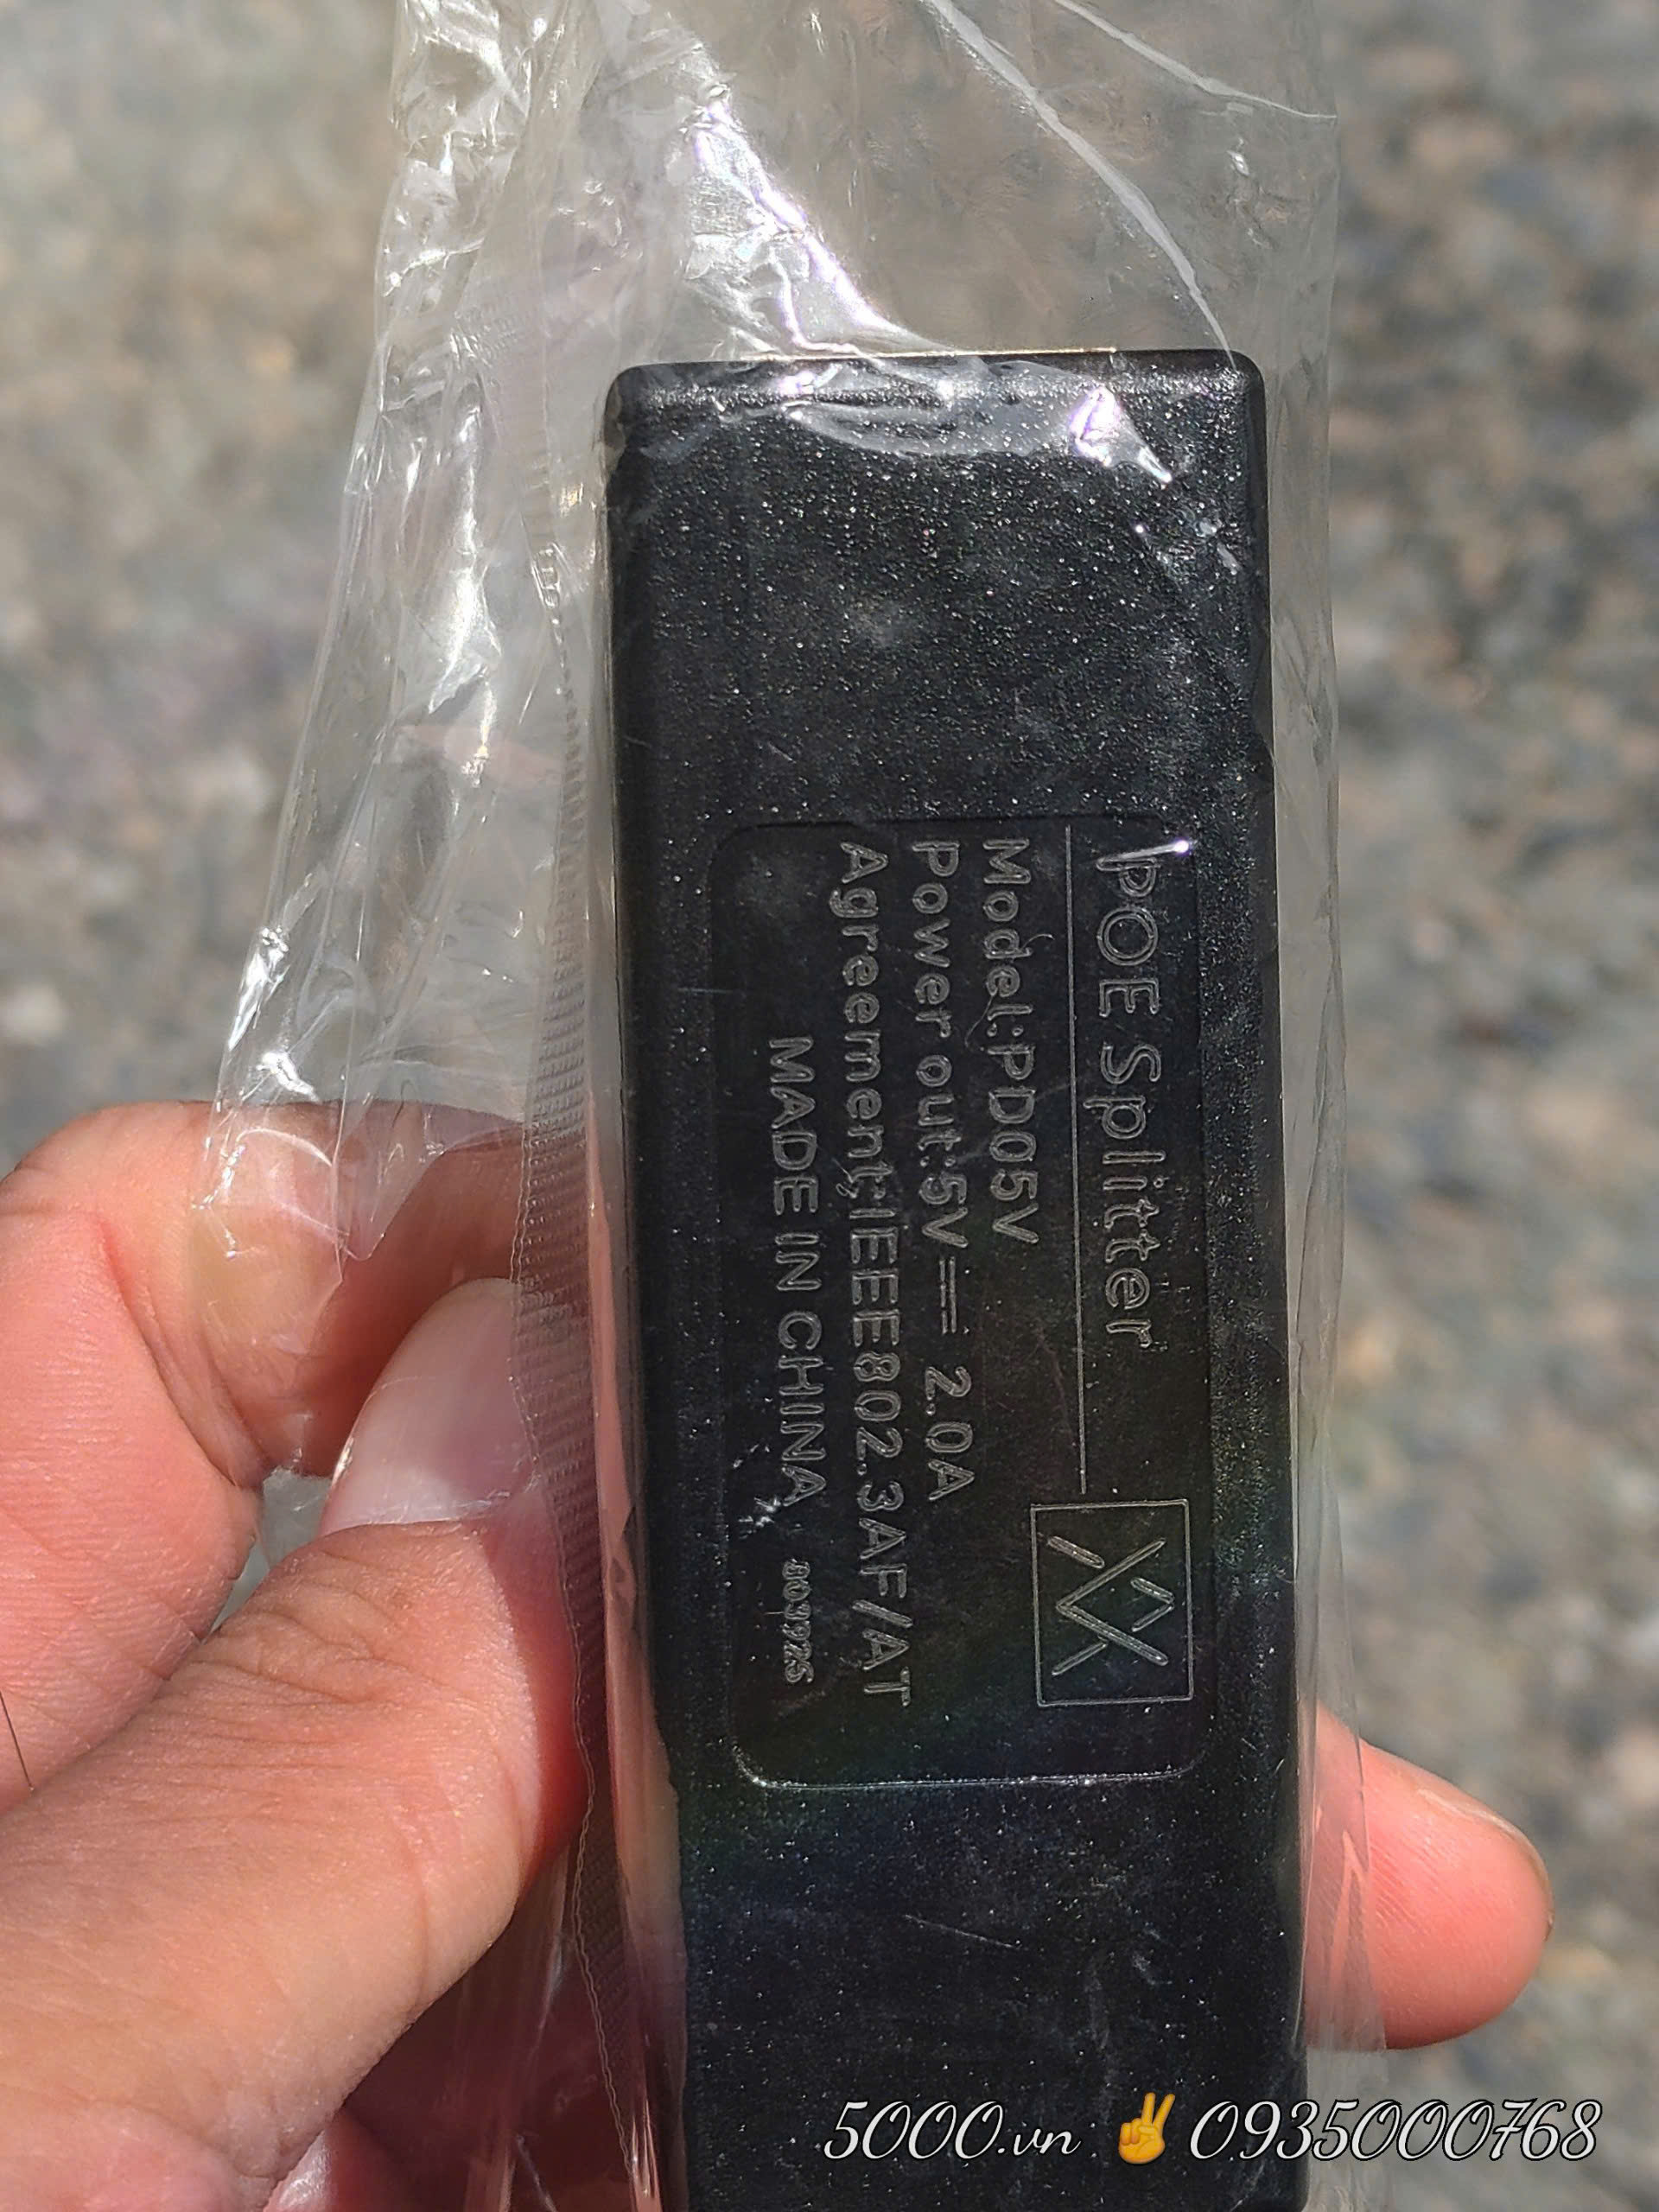 POE Splitter
Model:PD05V
Power out:5V⎓ 2.0A
Agreement:IEEE802.3AF/AT
MADE IN CHINA
5000.vn ✌ 0935000768